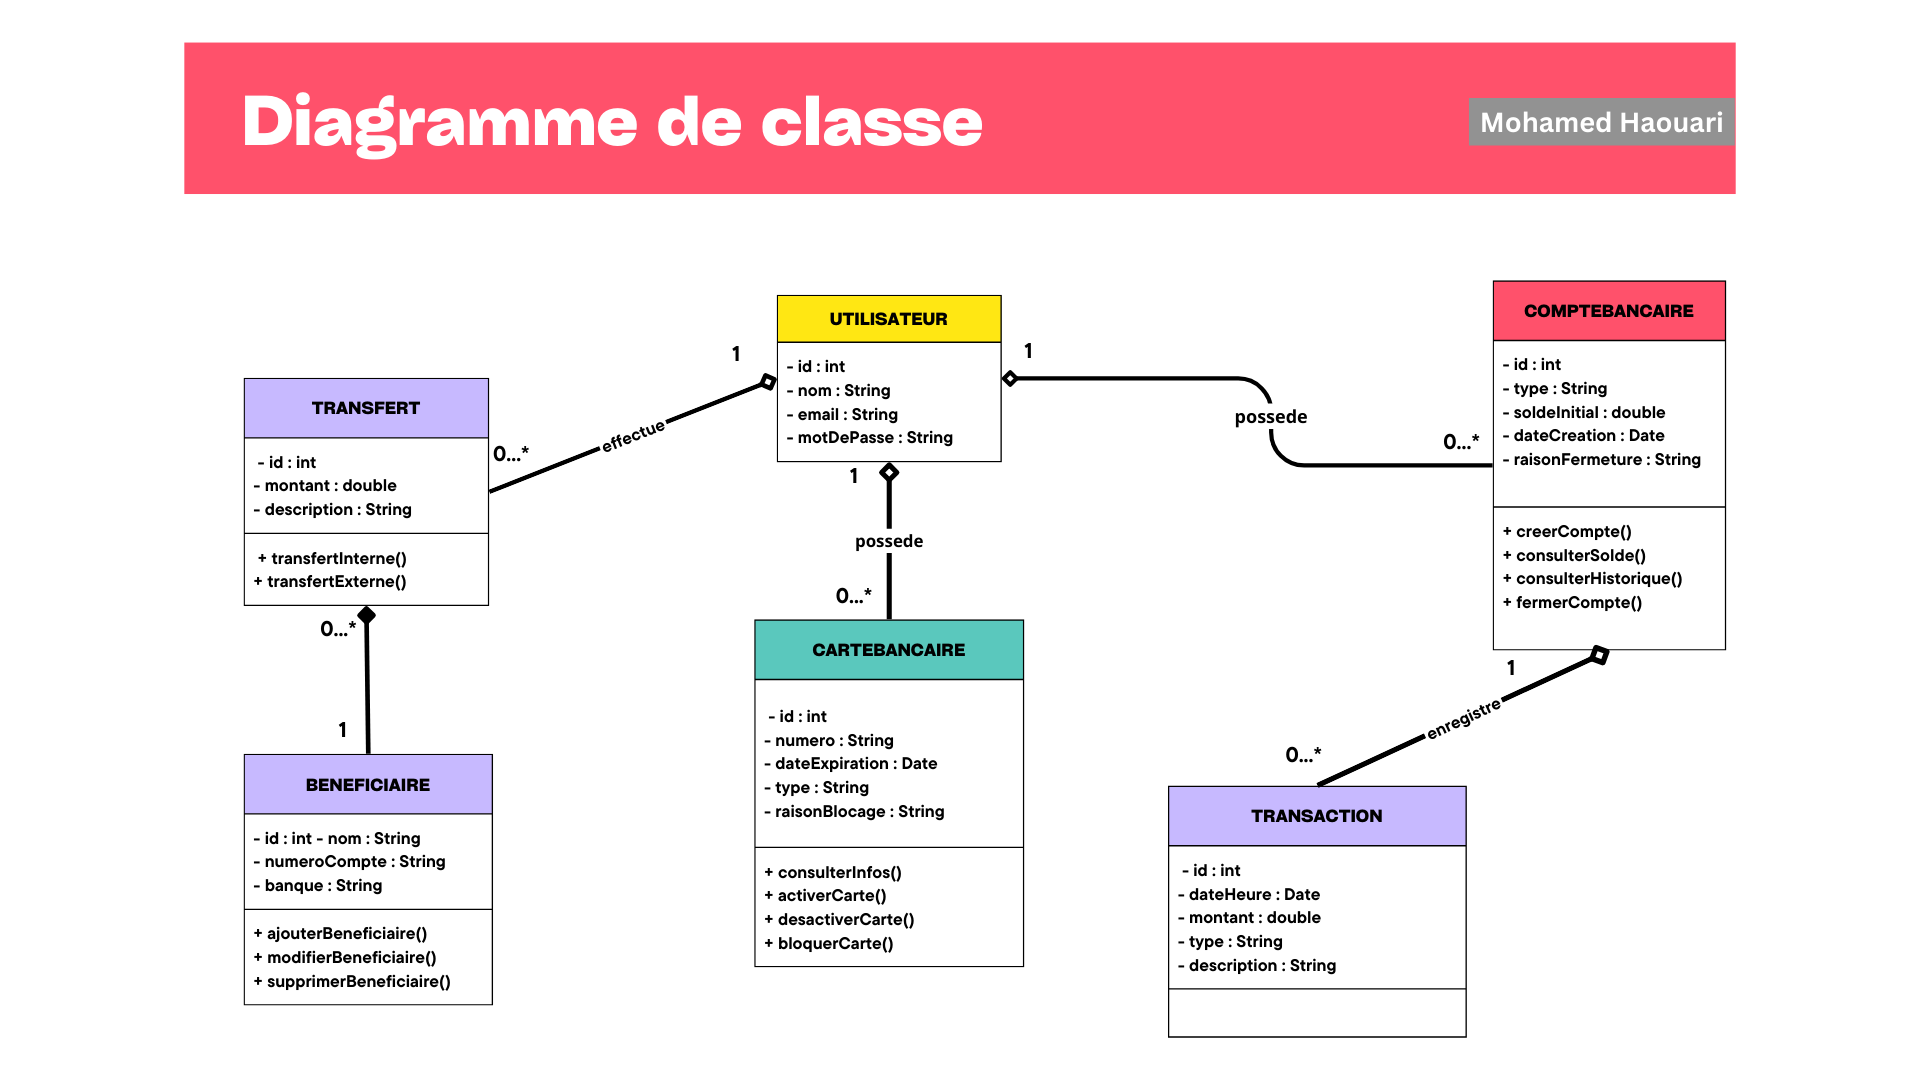 Diagramme de classe
Mohamed Haouari
UTILISATEUR
- id : int
- nom : String
- email : String
- motDePasse : String
1
1
1
COMPTEBANCAIRE
- id : int
- type : String
- soldeInitial : double
- dateCreation : Date
- raisonFermeture : String
+ creerCompte()
+ consulterSolde()
+ consulterHistorique()
+ fermerCompte()
possede
0...*
TRANSFERT
- id : int
- montant : double
- description : String
+ transfertInterne()
+ transfertExterne()
0...*
effectue
possede
0...*
0...*
1
BENEFICIAIRE
- id : int - nom : String
- numeroCompte : String
- banque : String
+ ajouterBeneficiaire()
+ modifierBeneficiaire()
+ supprimerBeneficiaire()
CARTEBANCAIRE
- id : int
- numero : String
- dateExpiration : Date
- type : String
- raisonBlocage : String
+ consulterInfos()
+ activerCarte()
+ desactiverCarte()
+ bloquerCarte()
1
enregistre
0...*
TRANSACTION
- id : int
- dateHeure : Date
- montant : double
- type : String
- description : String